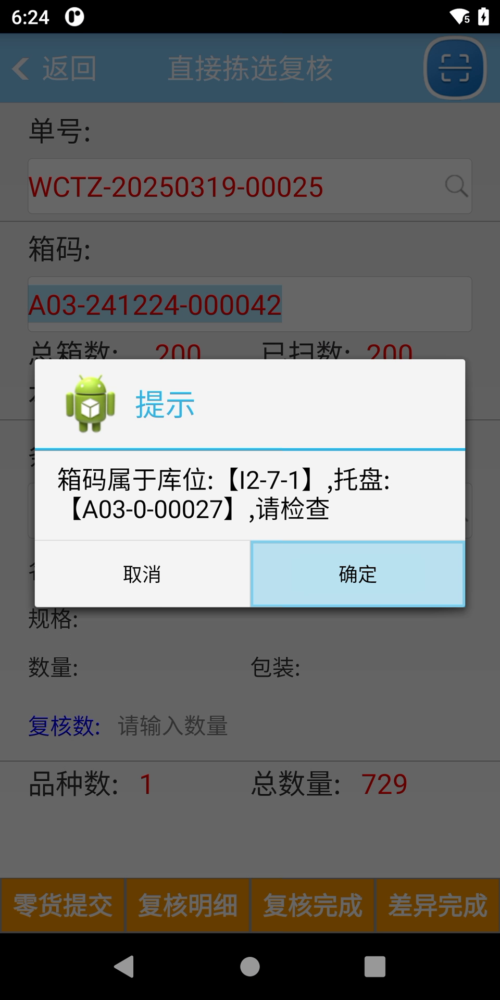 6:24
5
返回
直接拣选复核
单号:
WCTZ-20250319-00025
箱码:
A03-241224-000042
总箱数: 200 已扫数: 200
提示
箱码属于库位:【I2-7-1】,托盘:
【A03-0-00027】,请检查
取消 确定
规格:
数量: 包装:
复核数: 请输入数量
品种数: 1 总数量: 729
零货提交 复核明细 复核完成 差异完成